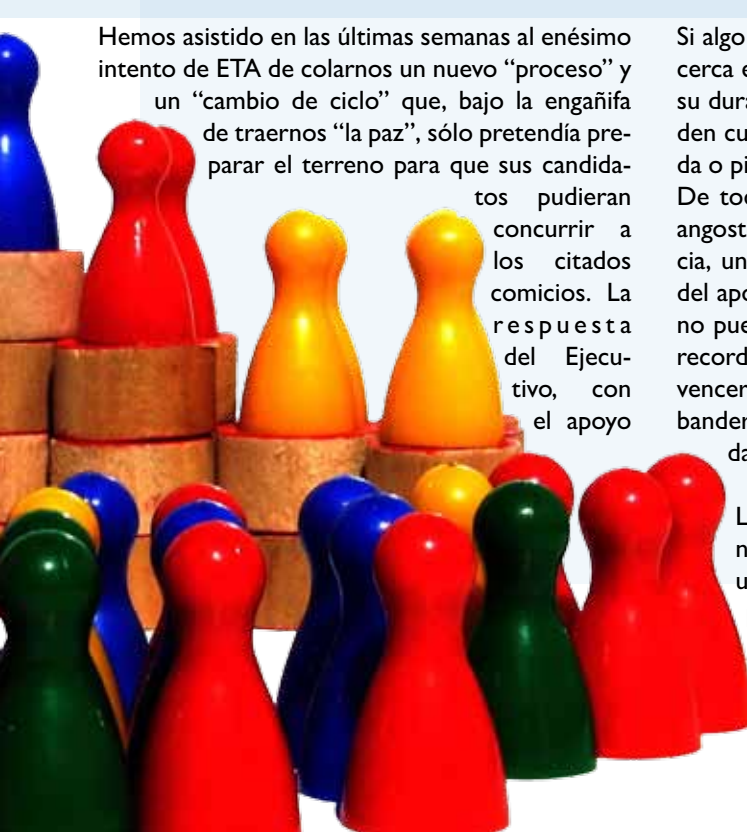 Hemos asistido en las últimas semanas al enésimo
intento de ETA de colarnos un nuevo “proceso” y
un “cambio de ciclo” que, bajo la engañifa
de traernos “la paz”, sólo pretendía pre-
parar el terreno para que sus candida-
tos pudieran
concurrir a
los citados
comicios. La
respuesta
del Ejecu-
tivo, con
el apoyo
Si algo
cerca e
su dura
den cu
da o pi
De toc
angost
cia, un
del apo
no pue
record
vencer
bander
da
L
n
u